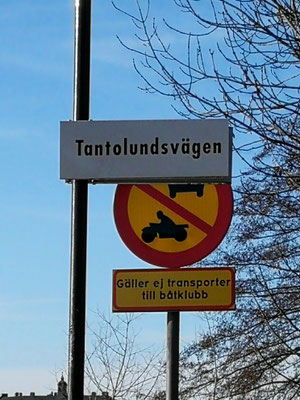 Tantolundsvägen
Gäller ej transporter
till båtklubb